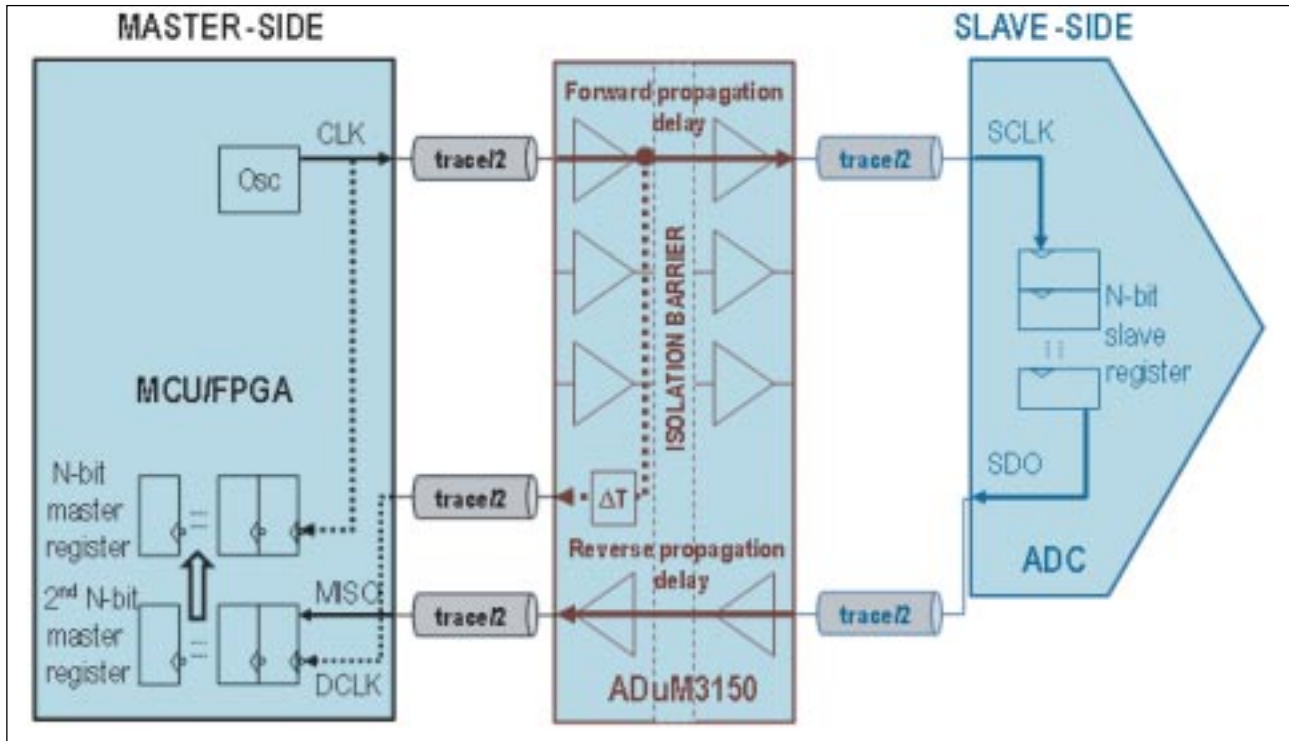 MASTER-SIDE
SLAVE-SIDE
CLK
Osc
trace/2
Forward propagation
delay
trace/2
SCLK
ISOLATION BARRIER
N-bit
slave
register
MCU/FPGA
N-bit
master
register
trace/2
ΔT
SDO
ADC
2nd N-bit
master
register
MISO
DCLK
trace/2
Reverse propagation
delay
trace/2
ADuM3150